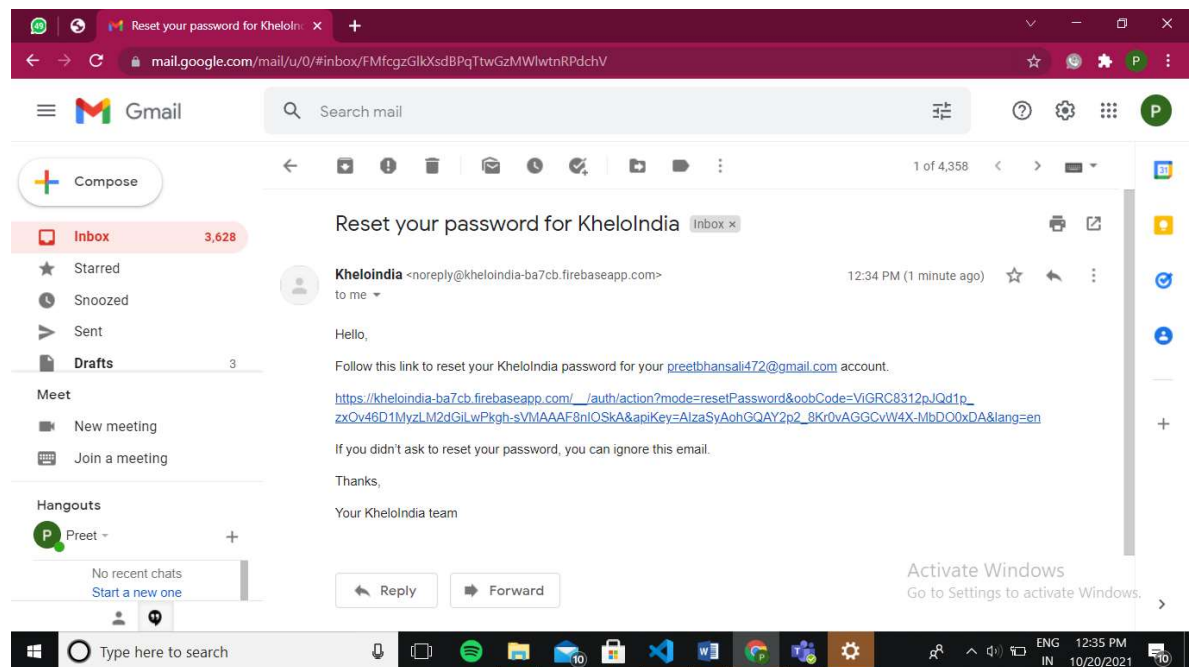 49
Reset your password for KheloInd
mail.google.com/mail/u/0/#inbox/FMfcgzGlkXsdBPqTtwGzMWlwtnRPdchV
P
Gmail
Search mail
P
Compose
1 of 4,358
31
Inbox 3,628
Starred
Snoozed
Sent
Drafts 3
Meet
New meeting
Join a meeting
Hangouts
P Preet
No recent chats
Start a new one
Reset your password for KheloIndia Inbox ×
Kheloindia <noreply@kheloindia-ba7cb.firebaseapp.com> 12:34 PM (1 minute ago)
to me
Hello,
Follow this link to reset your KheloIndia password for your preetbhansali472@gmail.com account.
https://kheloindia-ba7cb.firebaseapp.com/__/auth/action?mode=resetPassword&oobCode=ViGRC8312pJQd1p_
zxOv46D1MyzLM2dGiLwPkgh-sVMAAAF8nIOSkA&apiKey=AIzaSyAohGQAY2p2_8Kr0vAGGCvW4X-MbDO0xDA&lang=en
If you didn't ask to reset your password, you can ignore this email.
Thanks,
Your KheloIndia team
Reply Forward
Activate Windows
Go to Settings to activate Windows.
Type here to search
10
ENG 12:35 PM
IN 10/20/2021
10